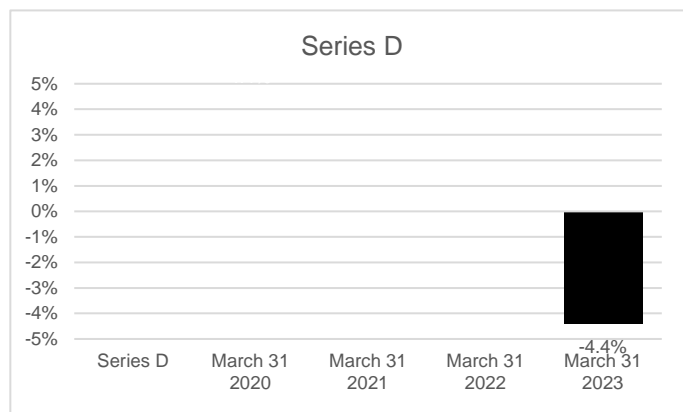 Series D
5%
4%
3%
2%
1%
0%
-1%
-2%
-3%
-4%
-5%
-4.4%
Series D
March 31
2020
March 31
2021
March 31
2022
March 31
2023